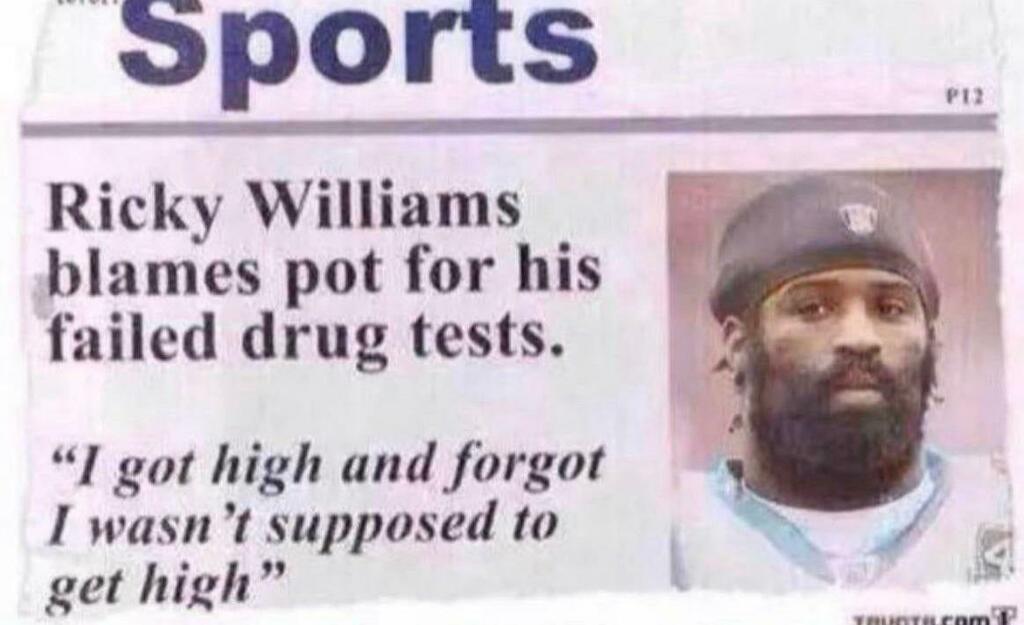 Sports
P12
Ricky Williams
blames pot for his
failed drug tests.
“I got high and forgot
I wasn’t supposed to
get high”